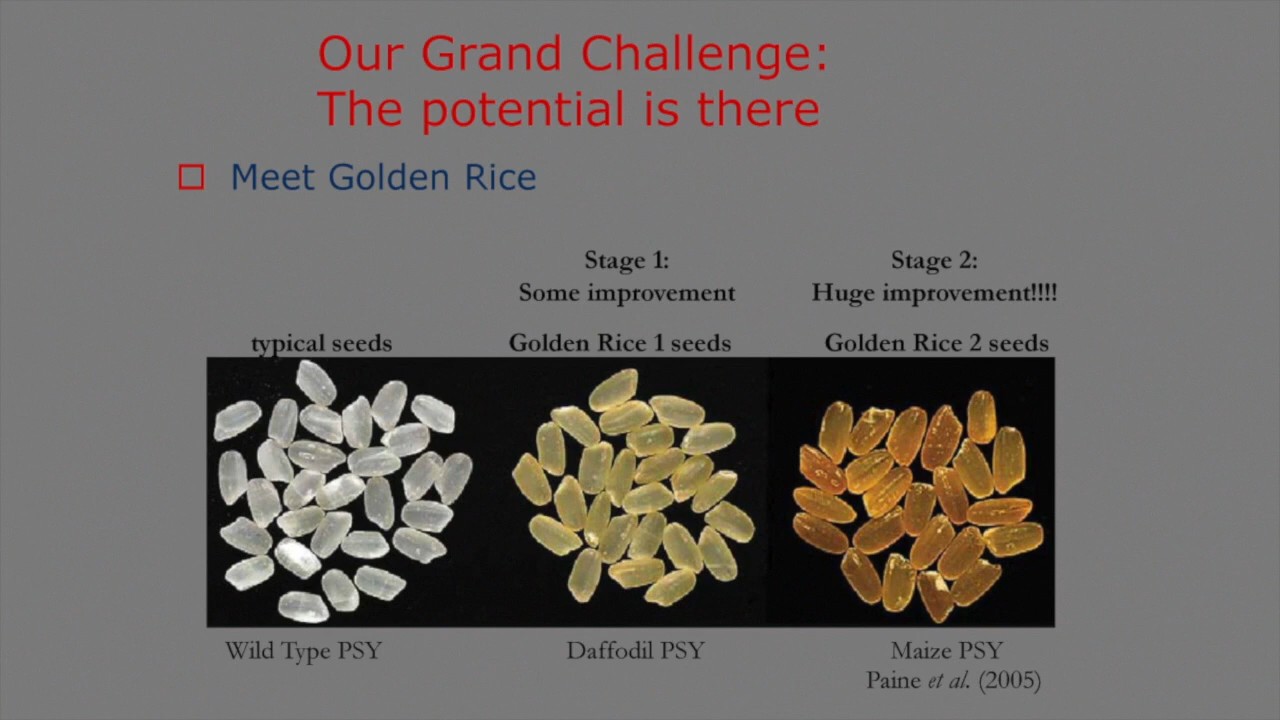 Our Grand Challenge:
The potential is there
Meet Golden Rice
Stage 1:
Some improvement
Stage 2:
Huge improvement!!!!
typical seeds
Golden Rice 1 seeds
Golden Rice 2 seeds
Wild Type PSY
Daffodil PSY
Maize PSY
Paine et al. (2005)